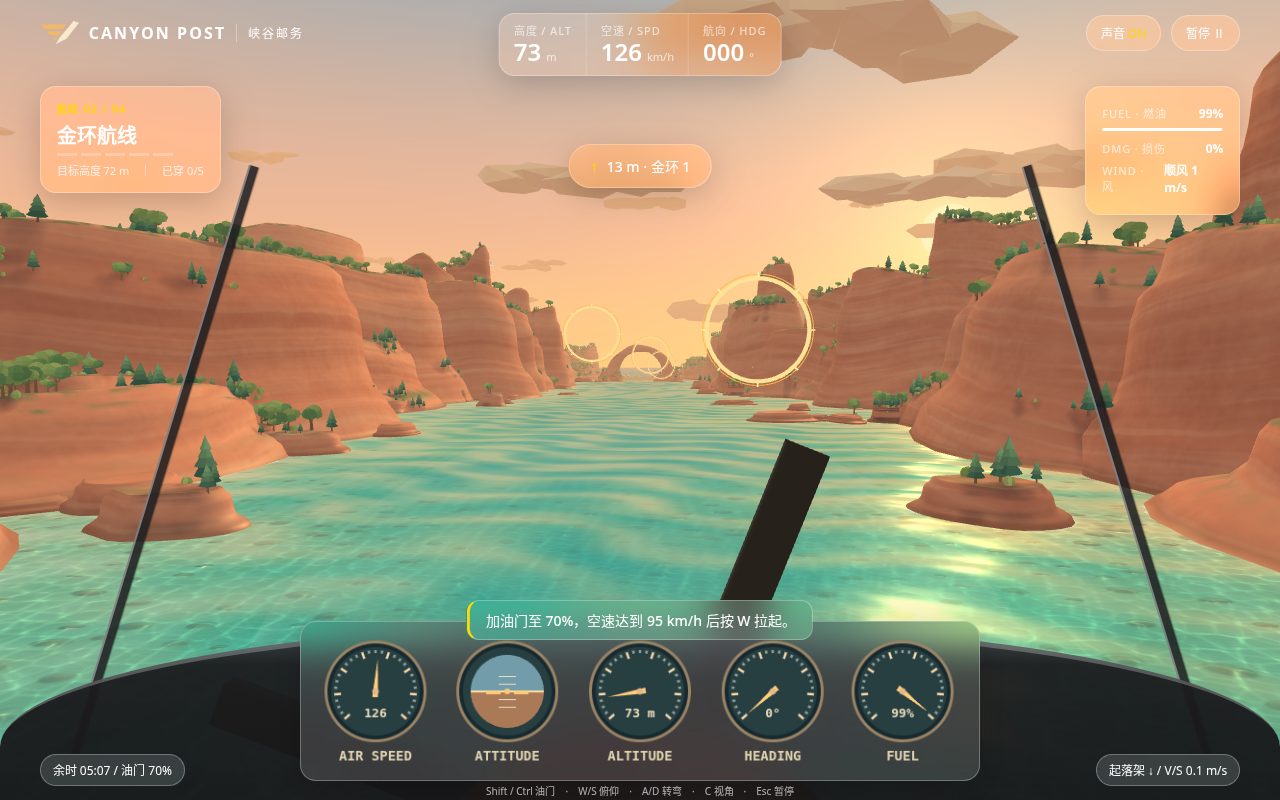 CANYON POST
峡谷邮务
高度 / ALT
73 m
空速 / SPD
126 km/h
航向 / HDG
000 °
声音
暂停 II
金环航线
目标高度 72 m
已穿 0/5
↑ 13 m · 金环 1
FUEL · 燃油 99%
DMG · 损伤 0%
WIND · 风
顺风 1 m/s
加油门至 70%，空速达到 95 km/h 后按 W 拉起。
126
73 m
0°
99%
AIR SPEED
ATTITUDE
ALTITUDE
HEADING
FUEL
余时 05:07 / 油门 70%
起落架 ↓ / V/S 0.1 m/s
Shift / Ctrl 油门 · W/S 俯仰 · A/D 转弯 · C 视角 · Esc 暂停